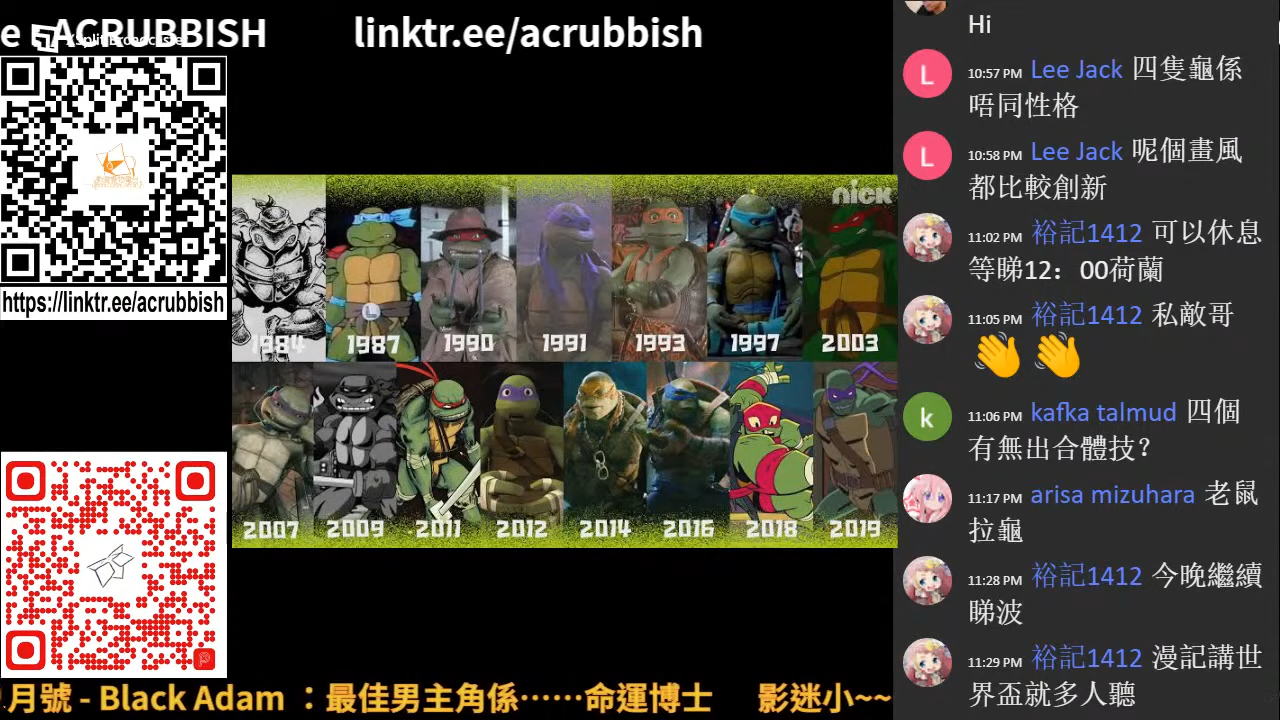 e : ACRUBBISH linktr.ee/acrubbish
XSplit Broadcaster
https://linktr.ee/acrubbish
nick
1984 1987 1990 1991 1993 1997 2003
2007 2009 2011 2012 2014 2016 2018 2019
月號 - Black Adam ：最佳男主角係⋯⋯命運博士 影迷小~~
Hi
L 10:57 PM Lee Jack 四隻龜係
唔同性格
L 10:58 PM Lee Jack 呢個畫風
都比較創新
11:02 PM 裕記1412 可以休息
等睇12：00荷蘭
11:05 PM 裕記1412 私敵哥
👋 👋
k 11:06 PM kafka talmud 四個
有無出合體技？
11:17 PM arisa mizuhara 老鼠
拉龜
11:28 PM 裕記1412 今晚繼續
睇波
11:29 PM 裕記1412 漫記講世
界盃就多人聽